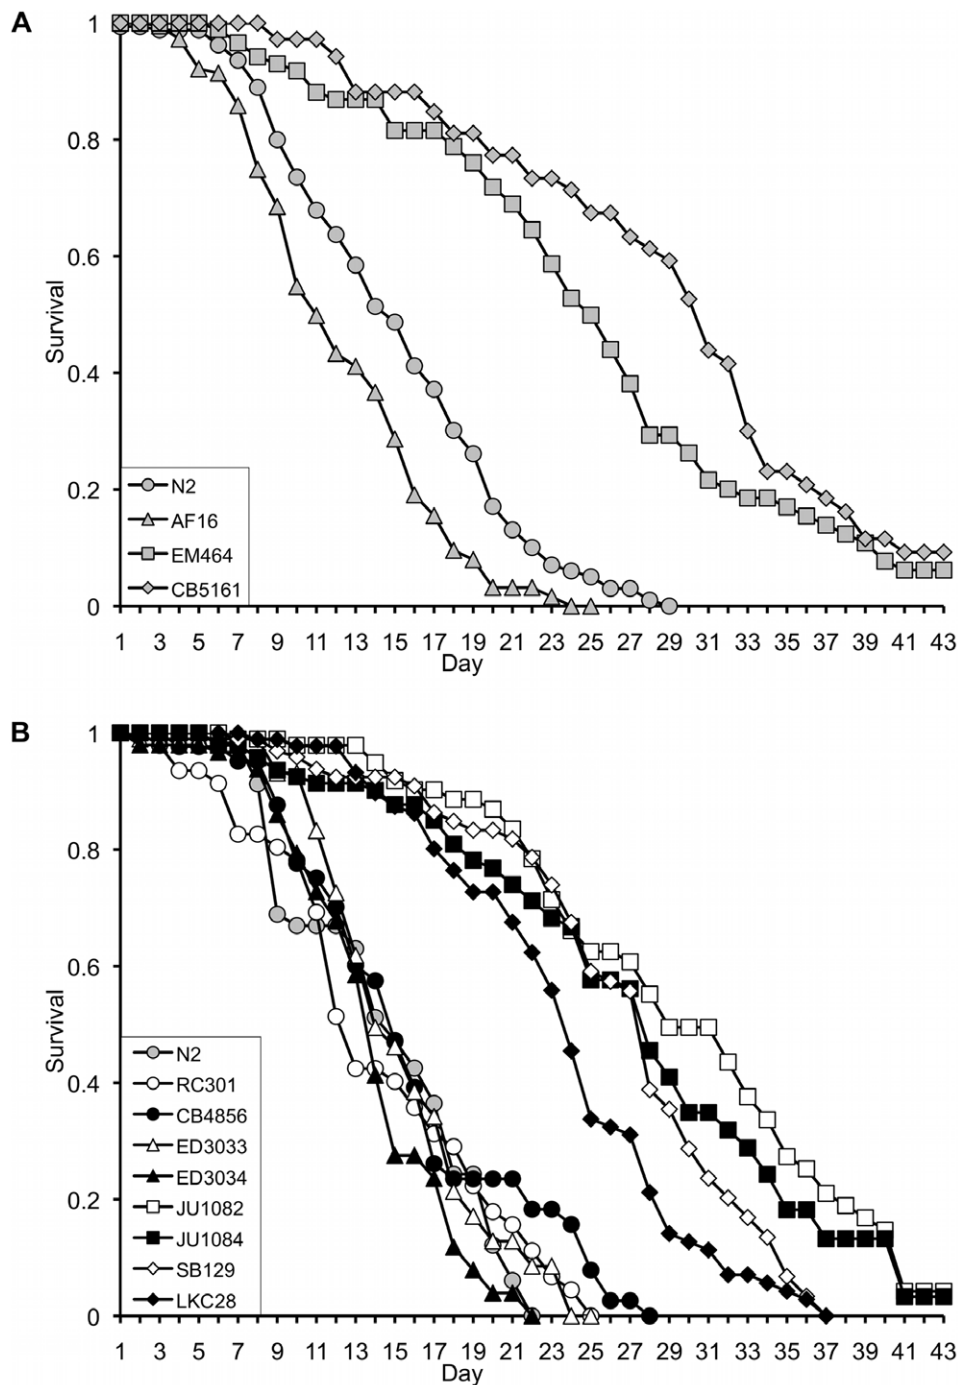 A
1
0.8
0.6
0.4
0.2
0
Survival
N2
AF16
EM464
CB5161
1 3 5 7 9 11 13 15 17 19 21 23 25 27 29 31 33 35 37 39 41 43
Day
B
1
0.8
0.6
0.4
0.2
0
Survival
N2
RC301
CB4856
ED3033
ED3034
JU1082
JU1084
SB129
LKC28
1 3 5 7 9 11 13 15 17 19 21 23 25 27 29 31 33 35 37 39 41 43
Day